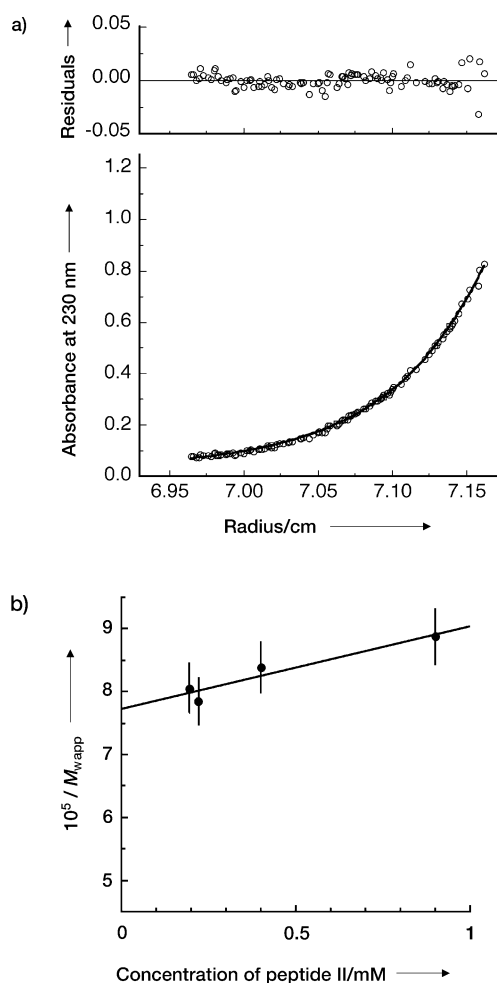 a)
Residuals
0.05
0.00
-0.05
Absorbance at 230 nm
1.2
1.0
0.8
0.6
0.4
0.2
0.0
6.95 7.00 7.05 7.10 7.15
Radius/cm
b)
10⁵ / M_wapp
9
8
7
6
5
0 0.5 1
Concentration of peptide II/mM